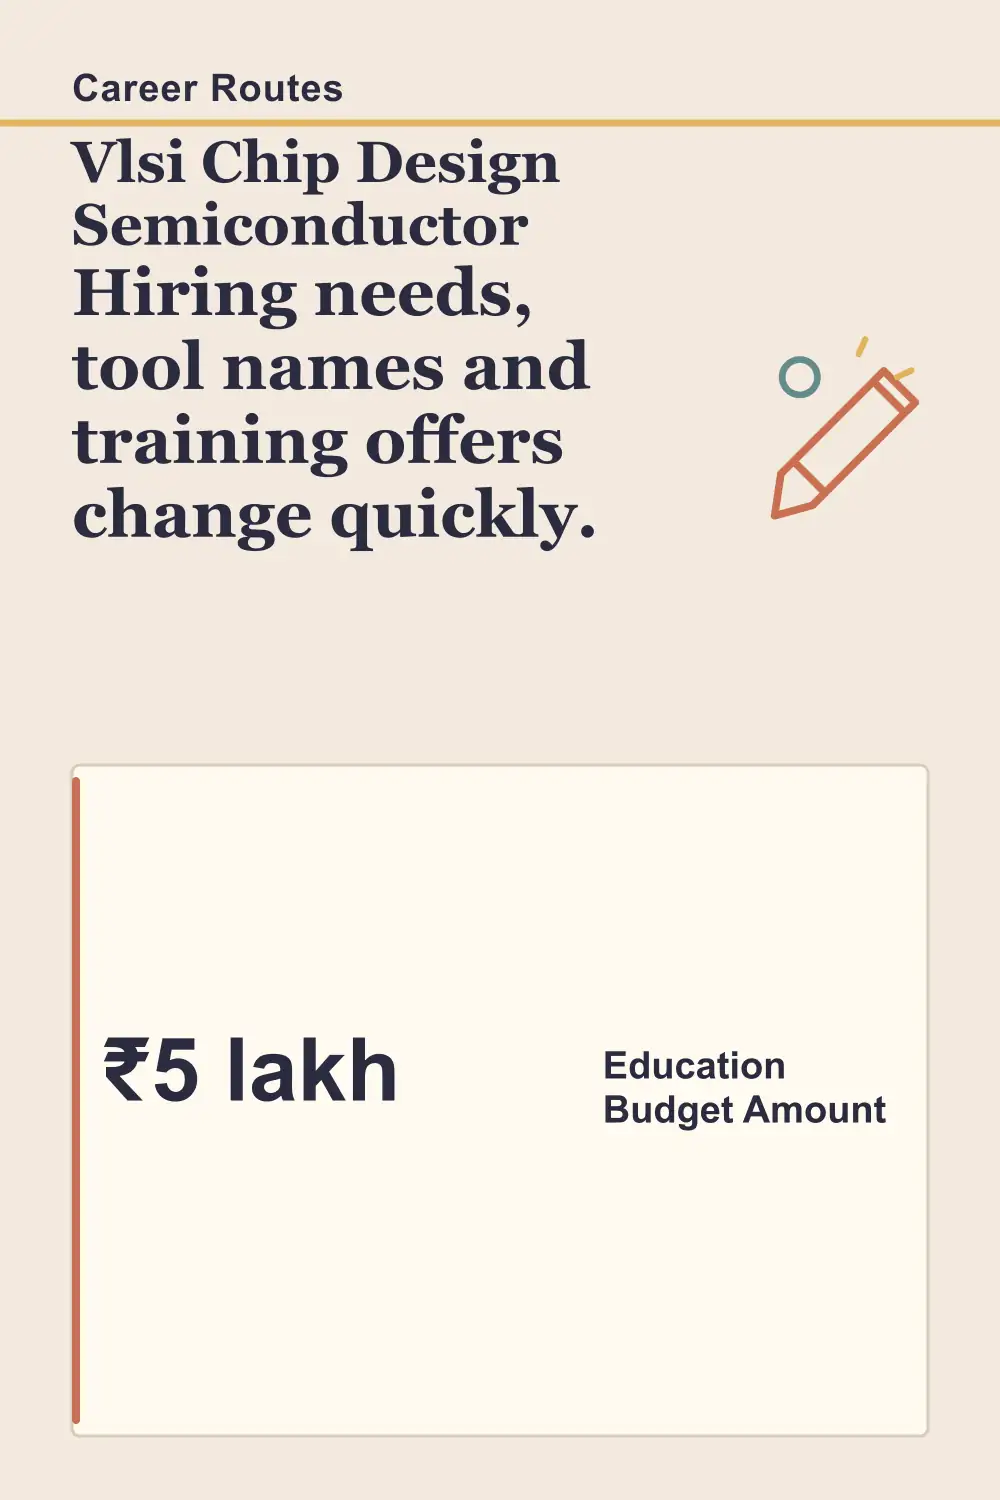 Career Routes
Vlsi Chip Design
Semiconductor
Hiring needs,
tool names and
training offers
change quickly.
₹5 lakh
Education
Budget Amount